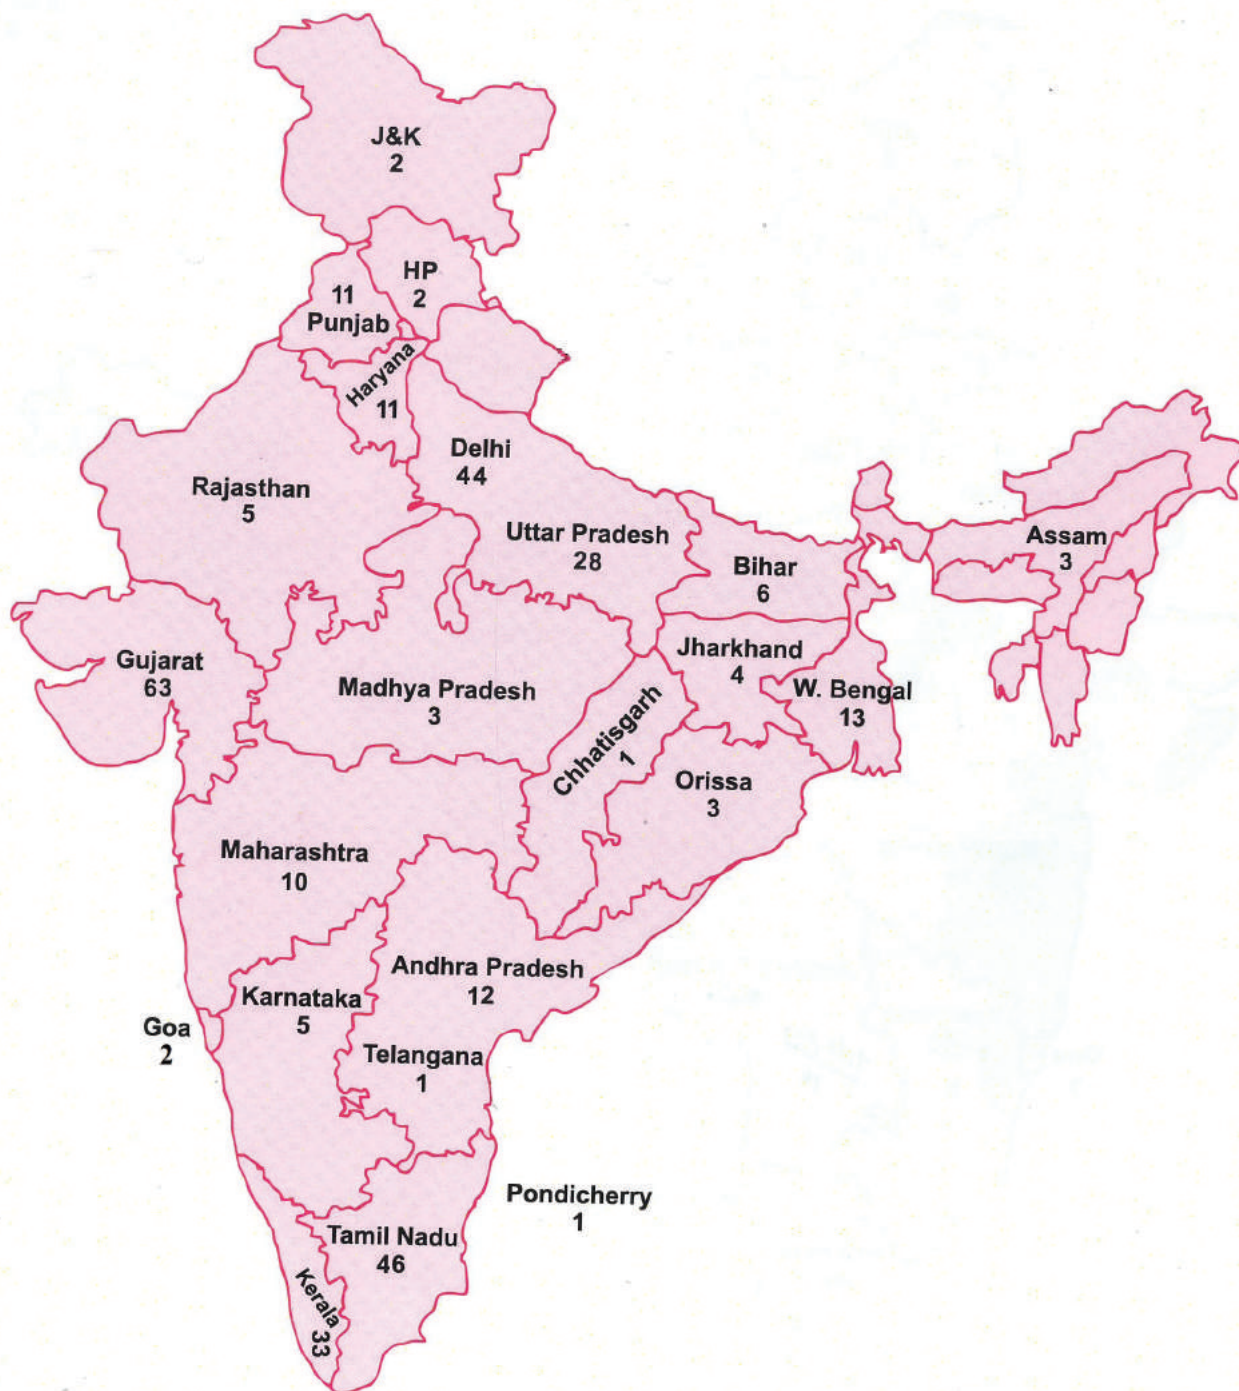 J&K
2
HP
2
11
Punjab
Haryana
11
Delhi
44
Rajasthan
5
Uttar Pradesh
28
Bihar
6
Assam
3
Gujarat
63
Madhya Pradesh
3
Jharkhand
4
W. Bengal
13
Chhatisgarh
1
Orissa
3
Maharashtra
10
Andhra Pradesh
12
Karnataka
5
Goa
2
Telangana
1
Pondicherry
1
Tamil Nadu
46
Kerala
33